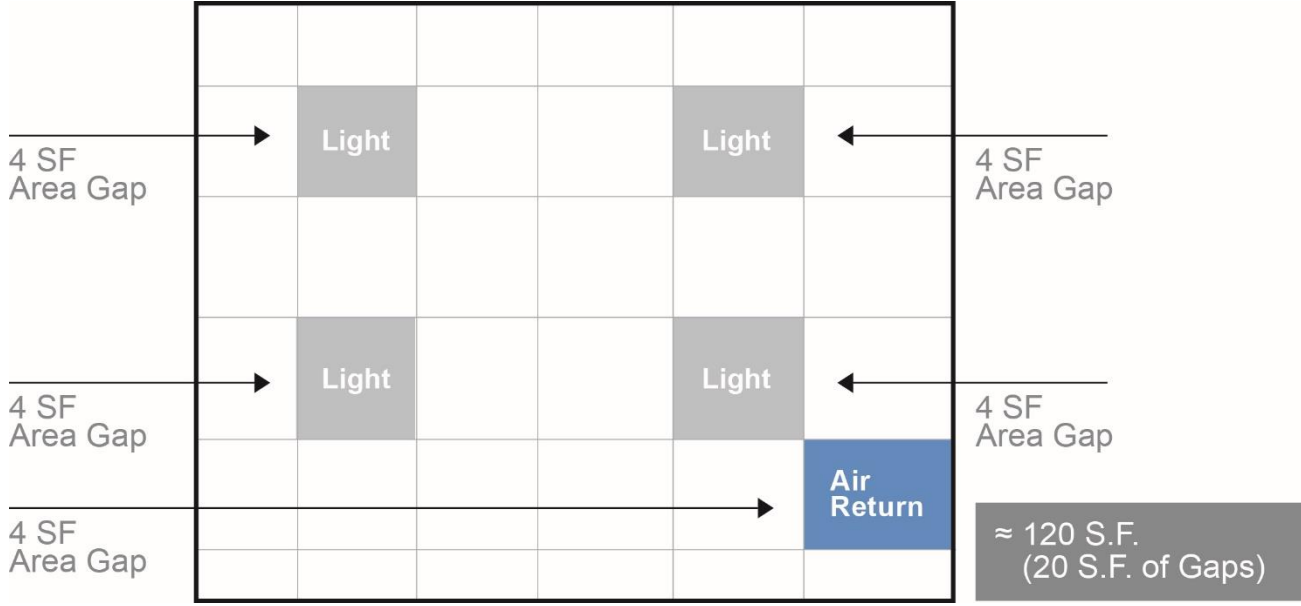 Light
Light
4 SF
Area Gap
4 SF
Area Gap
Light
Light
4 SF
Area Gap
4 SF
Area Gap
Air
Return
4 SF
Area Gap
≈ 120 S.F.
(20 S.F. of Gaps)